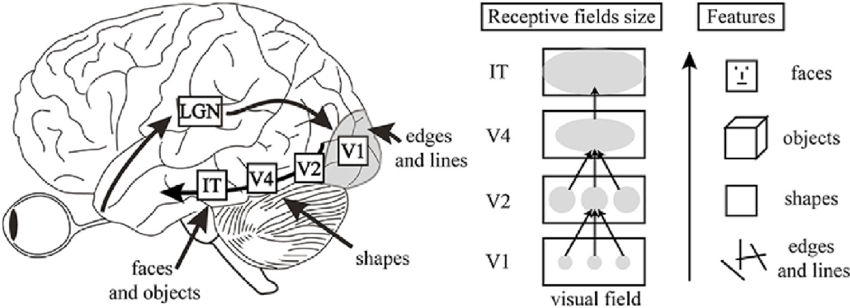 LGN
V1
V2
V4
IT
edges
and lines
shapes
faces
and objects
Receptive fields size
IT
V4
V2
V1
visual field
Features
faces
objects
shapes
edges
and lines